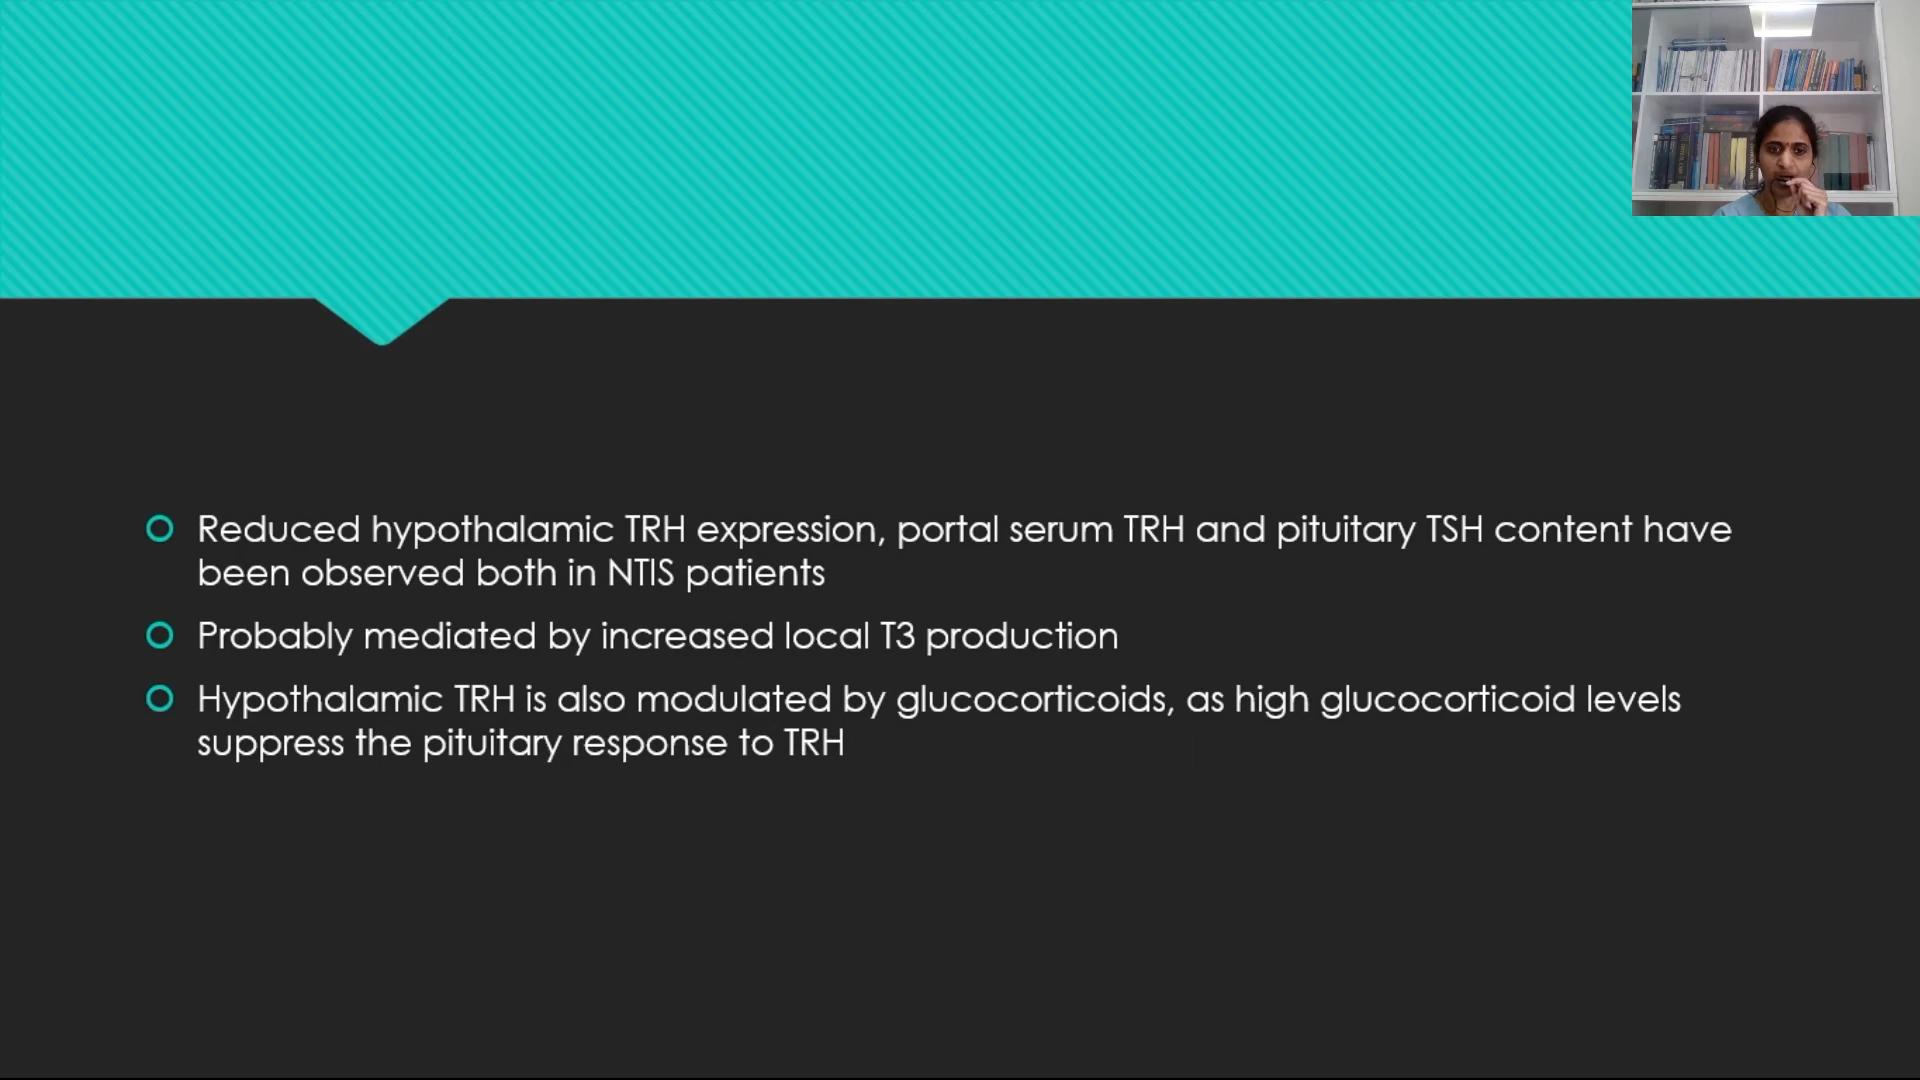 Reduced hypothalamic TRH expression, portal serum TRH and pituitary TSH content have
been observed both in NTIS patients
Probably mediated by increased local T3 production
Hypothalamic TRH is also modulated by glucocorticoids, as high glucocorticoid levels
suppress the pituitary response to TRH